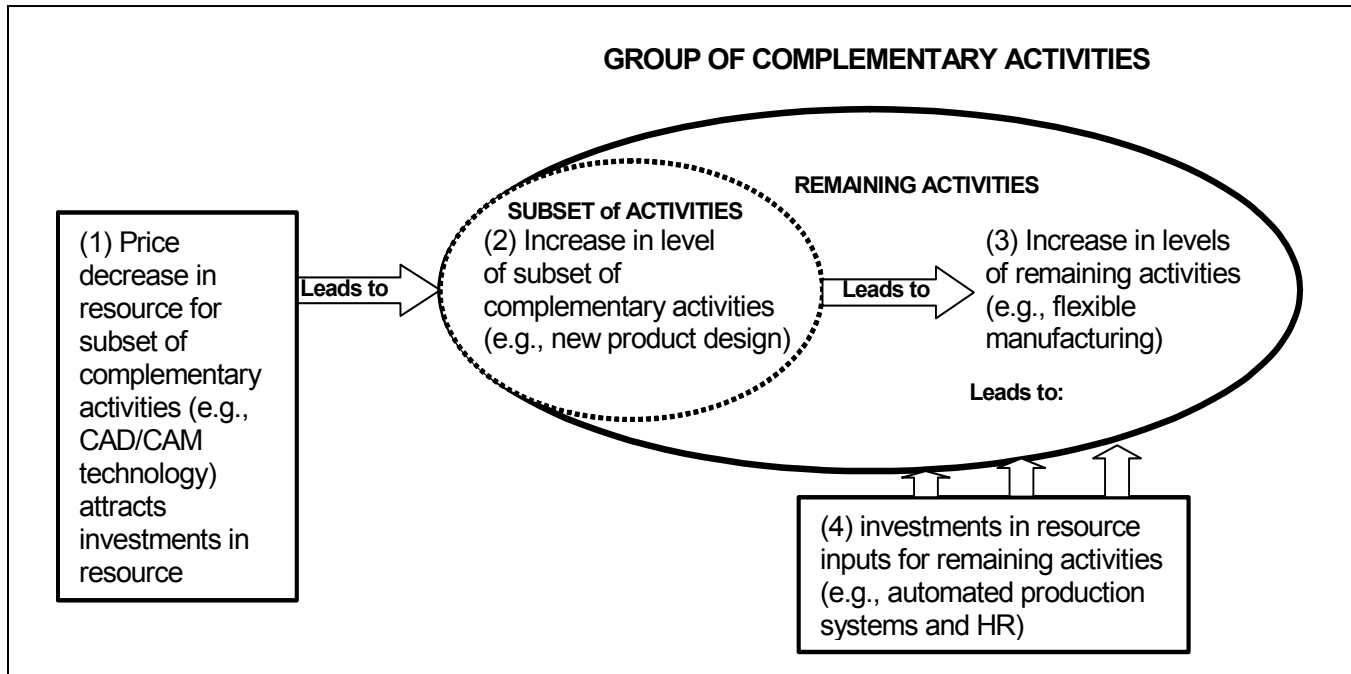 GROUP OF COMPLEMENTARY ACTIVITIES
(1) Price
decrease in
resource for
subset of
complementary
activities (e.g.,
CAD/CAM
technology)
attracts
investments in
resource
Leads to
SUBSET of ACTIVITIES
(2) Increase in level
of subset of
complementary activities
(e.g., new product design)
Leads to
REMAINING ACTIVITIES
(3) Increase in levels
of remaining activities
(e.g., flexible
manufacturing)
Leads to:
(4) investments in resource
inputs for remaining activities
(e.g., automated production
systems and HR)